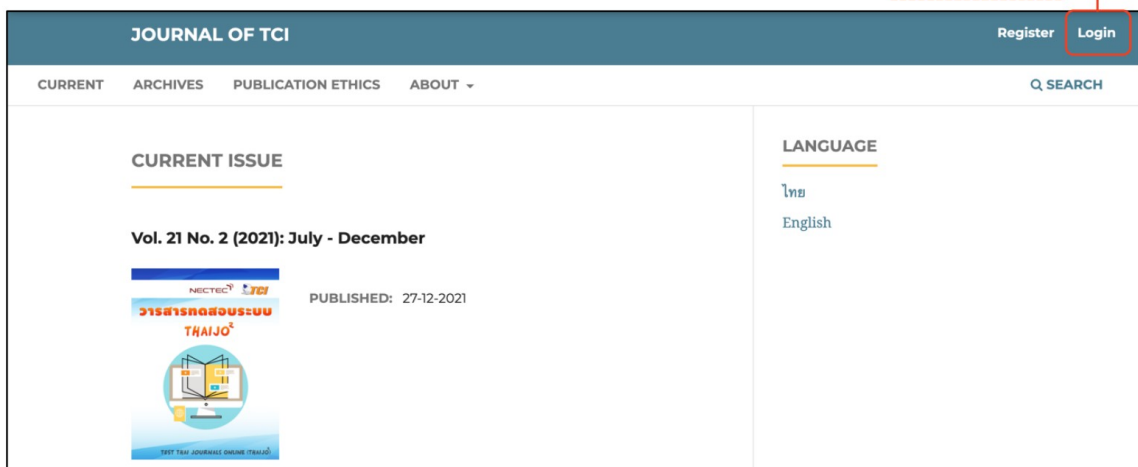 JOURNAL OF TCI
Register Login
CURRENT ARCHIVES PUBLICATION ETHICS ABOUT
SEARCH
CURRENT ISSUE
LANGUAGE
ไทย
English
Vol. 21 No. 2 (2021): July - December
NECTEC TCI
วารสารทดสอบระบบ
THAIJO²
TEST THAI JOURNALS ONLINE (THAIJO)
PUBLISHED: 27-12-2021